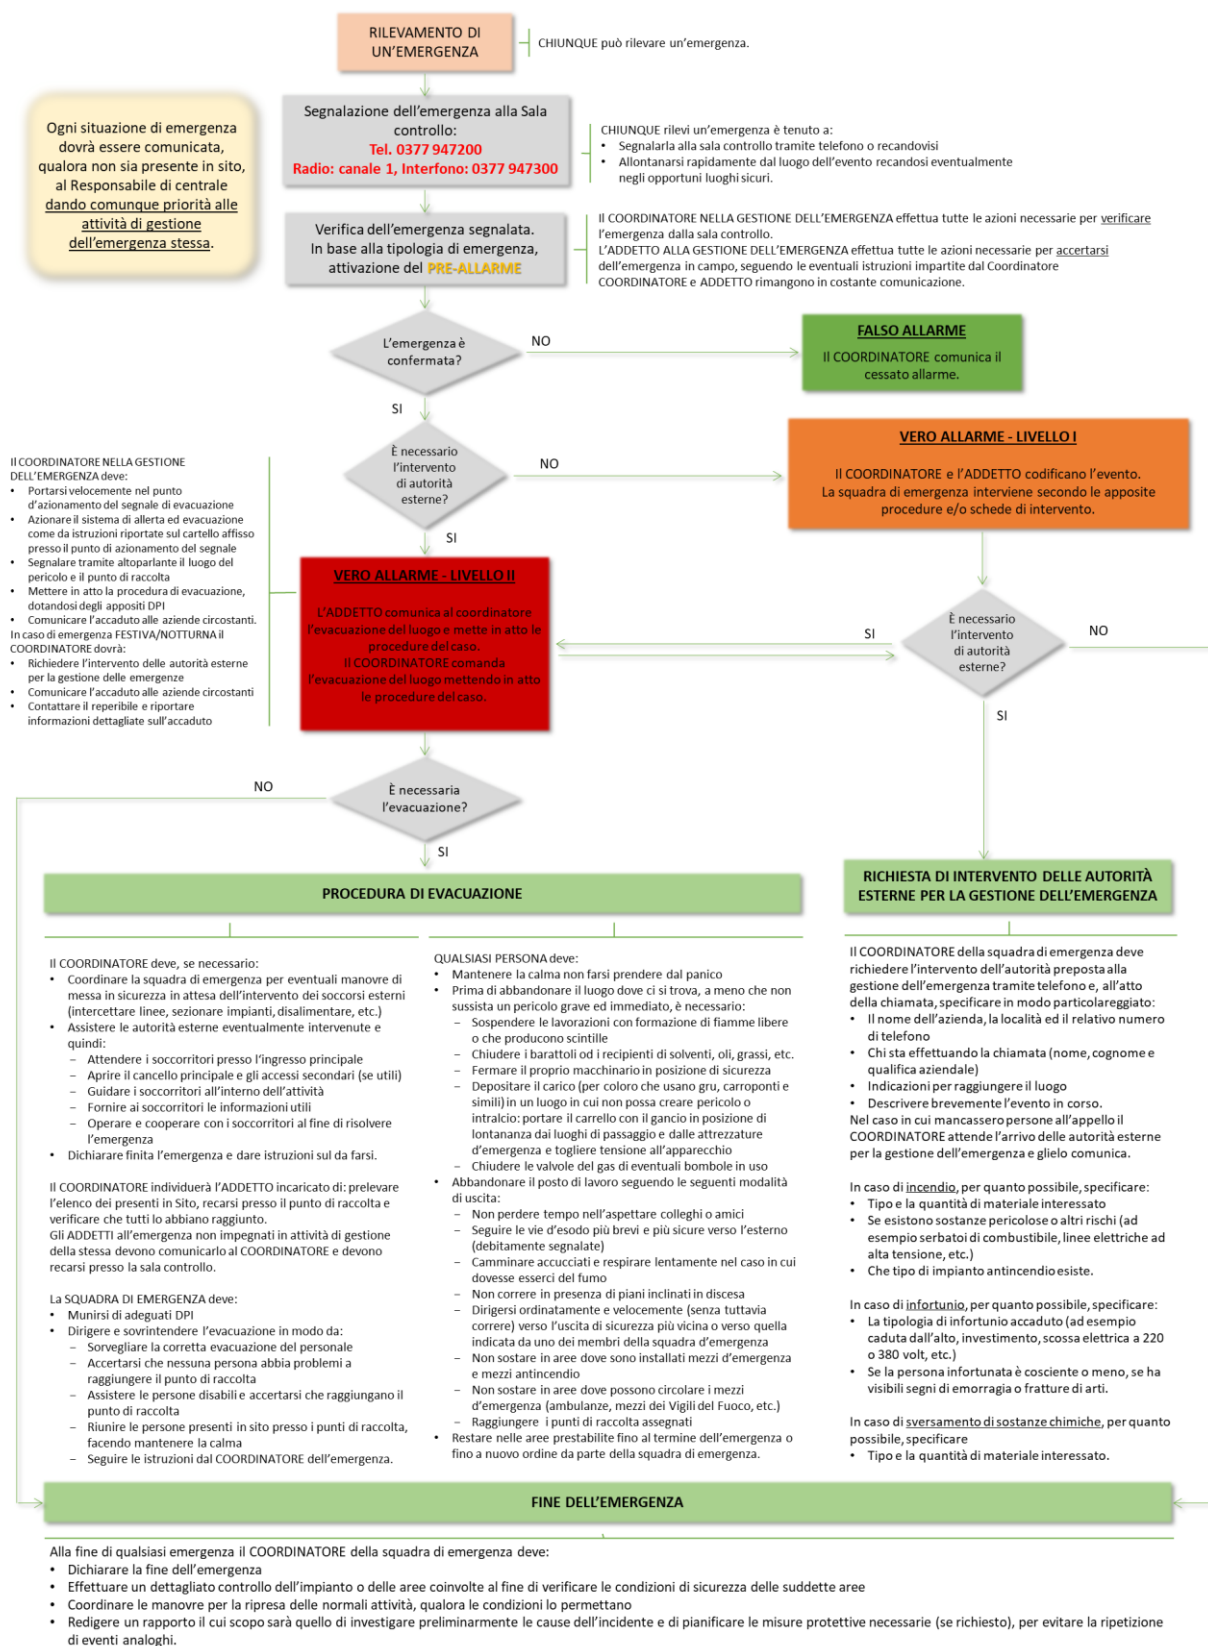 RILEVAMENTO DI
UN'EMERGENZA
CHIUNQUE può rilevare un'emergenza.
Ogni situazione di emergenza
dovrà essere comunicata,
qualora non sia presente in sito,
al Responsabile di centrale
dando comunque priorità alle
attività di gestione
dell'emergenza stessa.
Segnalazione dell'emergenza alla Sala
controllo:
Tel. 0377 947200
Radio: canale 1, Interfono: 0377 947300
CHIUNQUE rilevi un'emergenza è tenuto a:
• Segnalarla alla sala controllo tramite telefono o recandovisi
• Allontanarsi rapidamente dal luogo dell'evento recandosi eventualmente
negli opportuni luoghi sicuri.
Verifica dell'emergenza segnalata.
In base alla tipologia di emergenza,
attivazione del PRE-ALLARME
Il COORDINATORE NELLA GESTIONE DELL'EMERGENZA effettua tutte le azioni necessarie per verificare
l'emergenza dalla sala controllo.
L'ADDETTO ALLA GESTIONE DELL'EMERGENZA effettua tutte le azioni necessarie per accertarsi
dell'emergenza in campo, seguendo le eventuali istruzioni impartite dal Coordinatore
COORDINATORE e ADDETTO rimangono in costante comunicazione.
L'emergenza è
confermata?
NO
FALSO ALLARME
Il COORDINATORE comunica il
cessato allarme.
SI
È necessario
l'intervento
di autorità
esterne?
NO
VERO ALLARME - LIVELLO I
Il COORDINATORE e l'ADDETTO codificano l'evento.
La squadra di emergenza interviene secondo le apposite
procedure e/o schede di intervento.
SI
Il COORDINATORE NELLA GESTIONE
DELL'EMERGENZA deve:
• Portarsi velocemente nel punto
d'azionamento del segnale di evacuazione
• Azionare il sistema di allerta ed evacuazione
come da istruzioni riportate sul cartello affisso
presso il punto di azionamento del segnale
• Segnalare tramite altoparlante il luogo del
pericolo e il punto di raccolta
• Mettere in atto la procedura di evacuazione,
dotandosi degli appositi DPI
• Comunicare l'accaduto alle aziende circostanti.
In caso di emergenza FESTIVA/NOTTURNA il
COORDINATORE dovrà:
• Richiedere l'intervento delle autorità esterne
per la gestione delle emergenze
• Comunicare l'accaduto alle aziende circostanti
• Contattare il reperibile e riportare
informazioni dettagliate sull'accaduto
VERO ALLARME - LIVELLO II
L'ADDETTO comunica al coordinatore
l'evacuazione del luogo e mette in atto le
procedure del caso.
Il COORDINATORE comanda
l'evacuazione del luogo mettendo in atto
le procedure del caso.
SI
È necessario
l'intervento
di autorità
esterne?
NO
SI
È necessaria
l'evacuazione?
NO
SI
PROCEDURA DI EVACUAZIONE
Il COORDINATORE deve, se necessario:
• Coordinare la squadra di emergenza per eventuali manovre di
messa in sicurezza in attesa dell'intervento dei soccorsi esterni
(intercettare linee, sezionare impianti, disalimentare, etc.)
• Assistere le autorità esterne eventualmente intervenute e
quindi:
– Attendere i soccorritori presso l'ingresso principale
– Aprire il cancello principale e gli accessi secondari (se utili)
– Guidare i soccorritori all'interno dell'attività
– Fornire ai soccorritori le informazioni utili
– Operare e cooperare con i soccorritori al fine di risolvere
l'emergenza
• Dichiarare finita l'emergenza e dare istruzioni sul da farsi.
Il COORDINATORE individuerà l'ADDETTO incaricato di: prelevare
l'elenco dei presenti in Sito, recarsi presso il punto di raccolta e
verificare che tutti lo abbiano raggiunto.
Gli ADDETTI all'emergenza non impegnati in attività di gestione
della stessa devono comunicarlo al COORDINATORE e devono
recarsi presso la sala controllo.
La SQUADRA DI EMERGENZA deve:
• Munirsi di adeguati DPI
• Dirigere e sovrintendere l'evacuazione in modo da:
– Sorvegliare la corretta evacuazione del personale
– Accertarsi che nessuna persona abbia problemi a
raggiungere il punto di raccolta
– Assistere le persone disabili e accertarsi che raggiungano il
punto di raccolta
– Riunire le persone presenti in sito presso i punti di raccolta,
facendo mantenere la calma
– Seguire le istruzioni dal COORDINATORE dell'emergenza.
QUALSIASI PERSONA deve:
• Mantenere la calma non farsi prendere dal panico
• Prima di abbandonare il luogo dove ci si trova, a meno che non
sussista un pericolo grave ed immediato, è necessario:
– Sospendere le lavorazioni con formazione di fiamme libere
o che producono scintille
– Chiudere i barattoli od i recipienti di solventi, oli, grassi, etc.
– Fermare il proprio macchinario in posizione di sicurezza
– Depositare il carico (per coloro che usano gru, carroponti e
simili) in un luogo in cui non possa creare pericolo o
intralcio: portare il carrello con il gancio in posizione di
lontananza dai luoghi di passaggio e dalle attrezzature
d'emergenza e togliere tensione all'apparecchio
– Chiudere le valvole del gas di eventuali bombole in uso
• Abbandonare il posto di lavoro seguendo le seguenti modalità
di uscita:
– Non perdere tempo nell'aspettare colleghi o amici
– Seguire le vie d'esodo più brevi e più sicure verso l'esterno
(debitamente segnalate)
– Camminare accucciati e respirare lentamente nel caso in cui
dovesse esserci del fumo
– Non correre in presenza di piani inclinati in discesa
– Dirigersi ordinatamente e velocemente (senza tuttavia
correre) verso l'uscita di sicurezza più vicina o verso quella
indicata da uno dei membri della squadra d'emergenza
– Non sostare in aree dove sono installati mezzi d'emergenza
e mezzi antincendio
– Non sostare in aree dove possono circolare i mezzi
d'emergenza (ambulanze, mezzi dei Vigili del Fuoco, etc.)
– Raggiungere i punti di raccolta assegnati
• Restare nelle aree prestabilite fino al termine dell'emergenza o
fino a nuovo ordine da parte della squadra di emergenza.
RICHIESTA DI INTERVENTO DELLE AUTORITÀ
ESTERNE PER LA GESTIONE DELL'EMERGENZA
Il COORDINATORE della squadra di emergenza deve
richiedere l'intervento dell'autorità preposta alla
gestione dell'emergenza tramite telefono e, all'atto
della chiamata, specificare in modo particolareggiato:
• Il nome dell'azienda, la località ed il relativo numero
di telefono
• Chi sta effettuando la chiamata (nome, cognome e
qualifica aziendale)
• Indicazioni per raggiungere il luogo
• Descrivere brevemente l'evento in corso.
Nel caso in cui mancassero persone all'appello il
COORDINATORE attende l'arrivo delle autorità esterne
per la gestione dell'emergenza e glielo comunica.
In caso di incendio, per quanto possibile, specificare:
• Tipo e la quantità di materiale interessato
• Se esistono sostanze pericolose o altri rischi (ad
esempio serbatoi di combustibile, linee elettriche ad
alta tensione, etc.)
• Che tipo di impianto antincendio esiste.
In caso di infortunio, per quanto possibile, specificare:
• La tipologia di infortunio accaduto (ad esempio
caduta dall'alto, investimento, scossa elettrica a 220
o 380 volt, etc.)
• Se la persona infortunata è cosciente o meno, se ha
visibili segni di emorragia o fratture di arti.
In caso di sversamento di sostanze chimiche, per quanto
possibile, specificare
• Tipo e la quantità di materiale interessato.
FINE DELL'EMERGENZA
Alla fine di qualsiasi emergenza il COORDINATORE della squadra di emergenza deve:
• Dichiarare la fine dell'emergenza
• Effettuare un dettagliato controllo dell'impianto o delle aree coinvolte al fine di verificare le condizioni di sicurezza delle suddette aree
• Coordinare le manovre per la ripresa delle normali attività, qualora le condizioni lo permettano
• Redigere un rapporto il cui scopo sarà quello di investigare preliminarmente le cause dell'incidente e di pianificare le misure protettive necessarie (se richiesto), per evitare la ripetizione
di eventi analoghi.